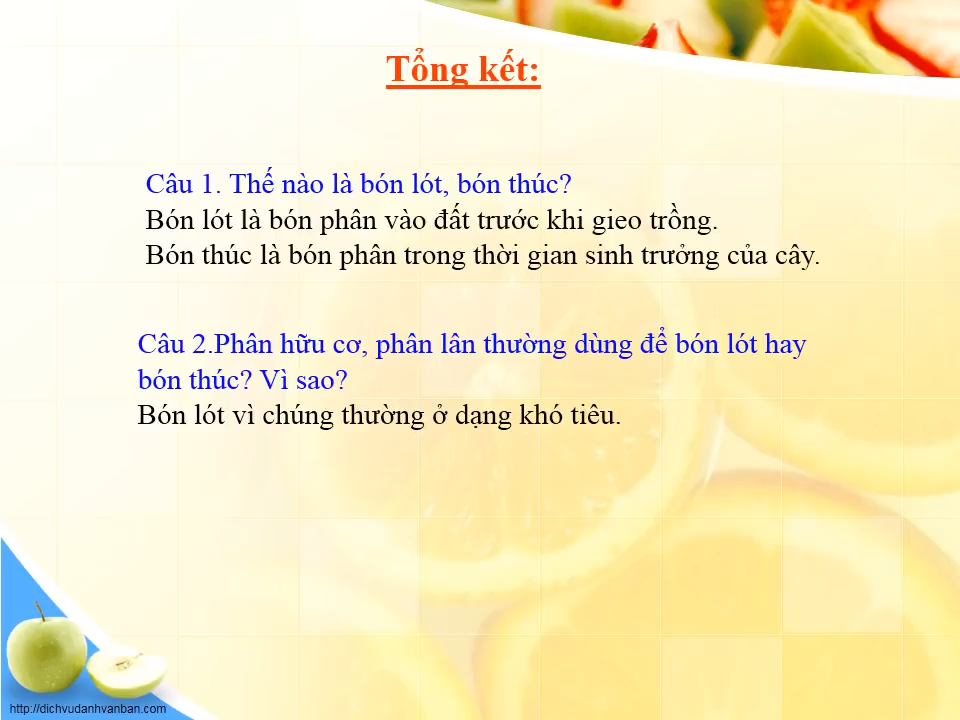 Tổng kết:
Câu 1. Thế nào là bón lót, bón thúc?
Bón lót là bón phân vào đất trước khi gieo trồng.
Bón thúc là bón phân trong thời gian sinh trưởng của cây.
Câu 2.Phân hữu cơ, phân lân thường dùng để bón lót hay
bón thúc? Vì sao?
Bón lót vì chúng thường ở dạng khó tiêu.
http://dichvudanhvanban.com